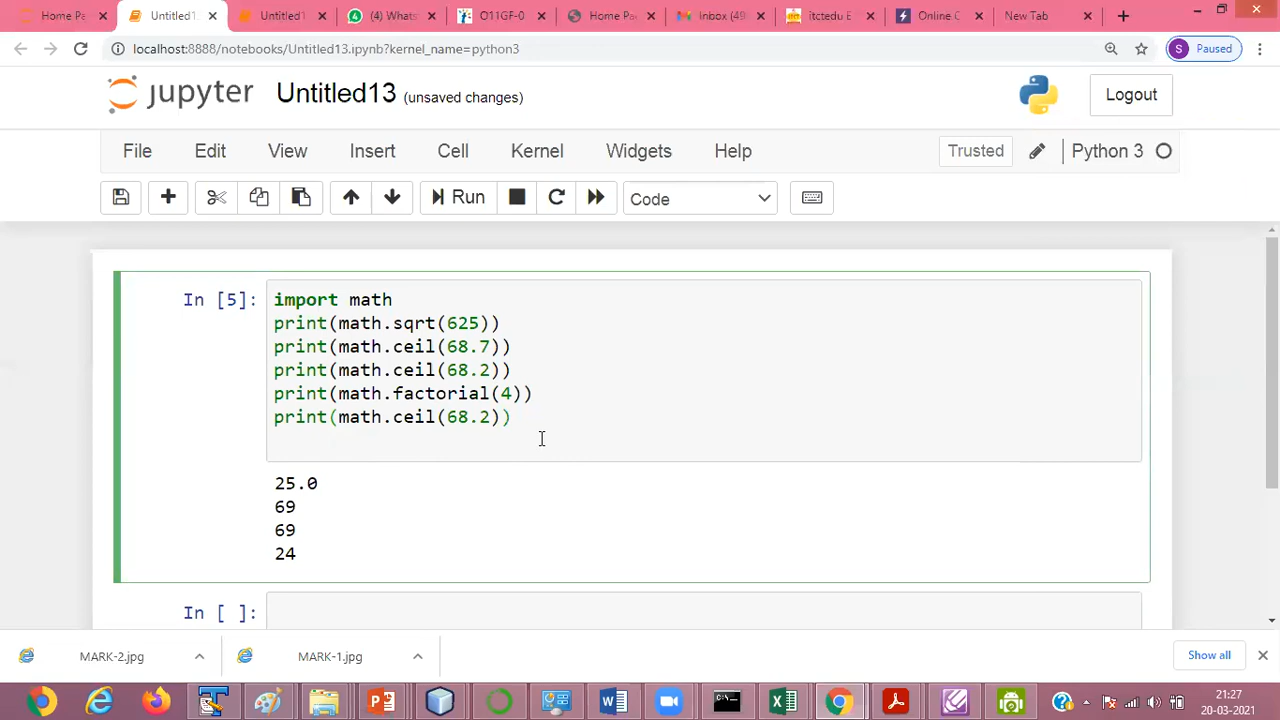 Home Pa
Untitled1
Untitled1
(4) Whats
O11GF-0
Home Pa
Inbox (49
itctedu E
Online C
New Tab
localhost:8888/notebooks/Untitled13.ipynb?kernel_name=python3
S Paused
jupyter Untitled13 (unsaved changes)
Logout
File Edit View Insert Cell Kernel Widgets Help
Trusted
Python 3
Run
Code
In [5]: import math
print(math.sqrt(625))
print(math.ceil(68.7))
print(math.ceil(68.2))
print(math.factorial(4))
print(math.ceil(68.2))
25.0
69
69
24
In [ ]:
MARK-2.jpg
MARK-1.jpg
Show all
21:27
20-03-2021